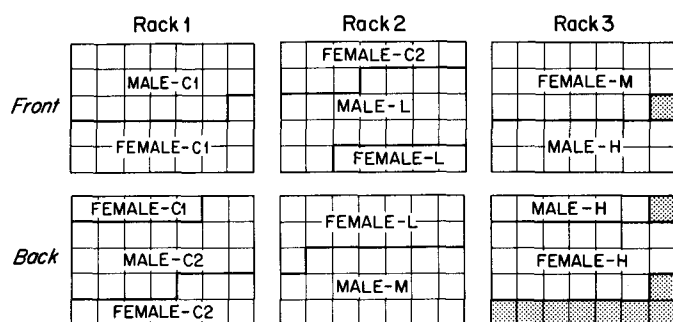 Rack 1 Rack 2 Rack 3
Front
MALE-C1
FEMALE-C1
FEMALE-C2
MALE-L
FEMALE-L
FEMALE-M
MALE-H
Back
FEMALE-C1
MALE-C2
FEMALE-C2
FEMALE-L
MALE-M
MALE-H
FEMALE-H